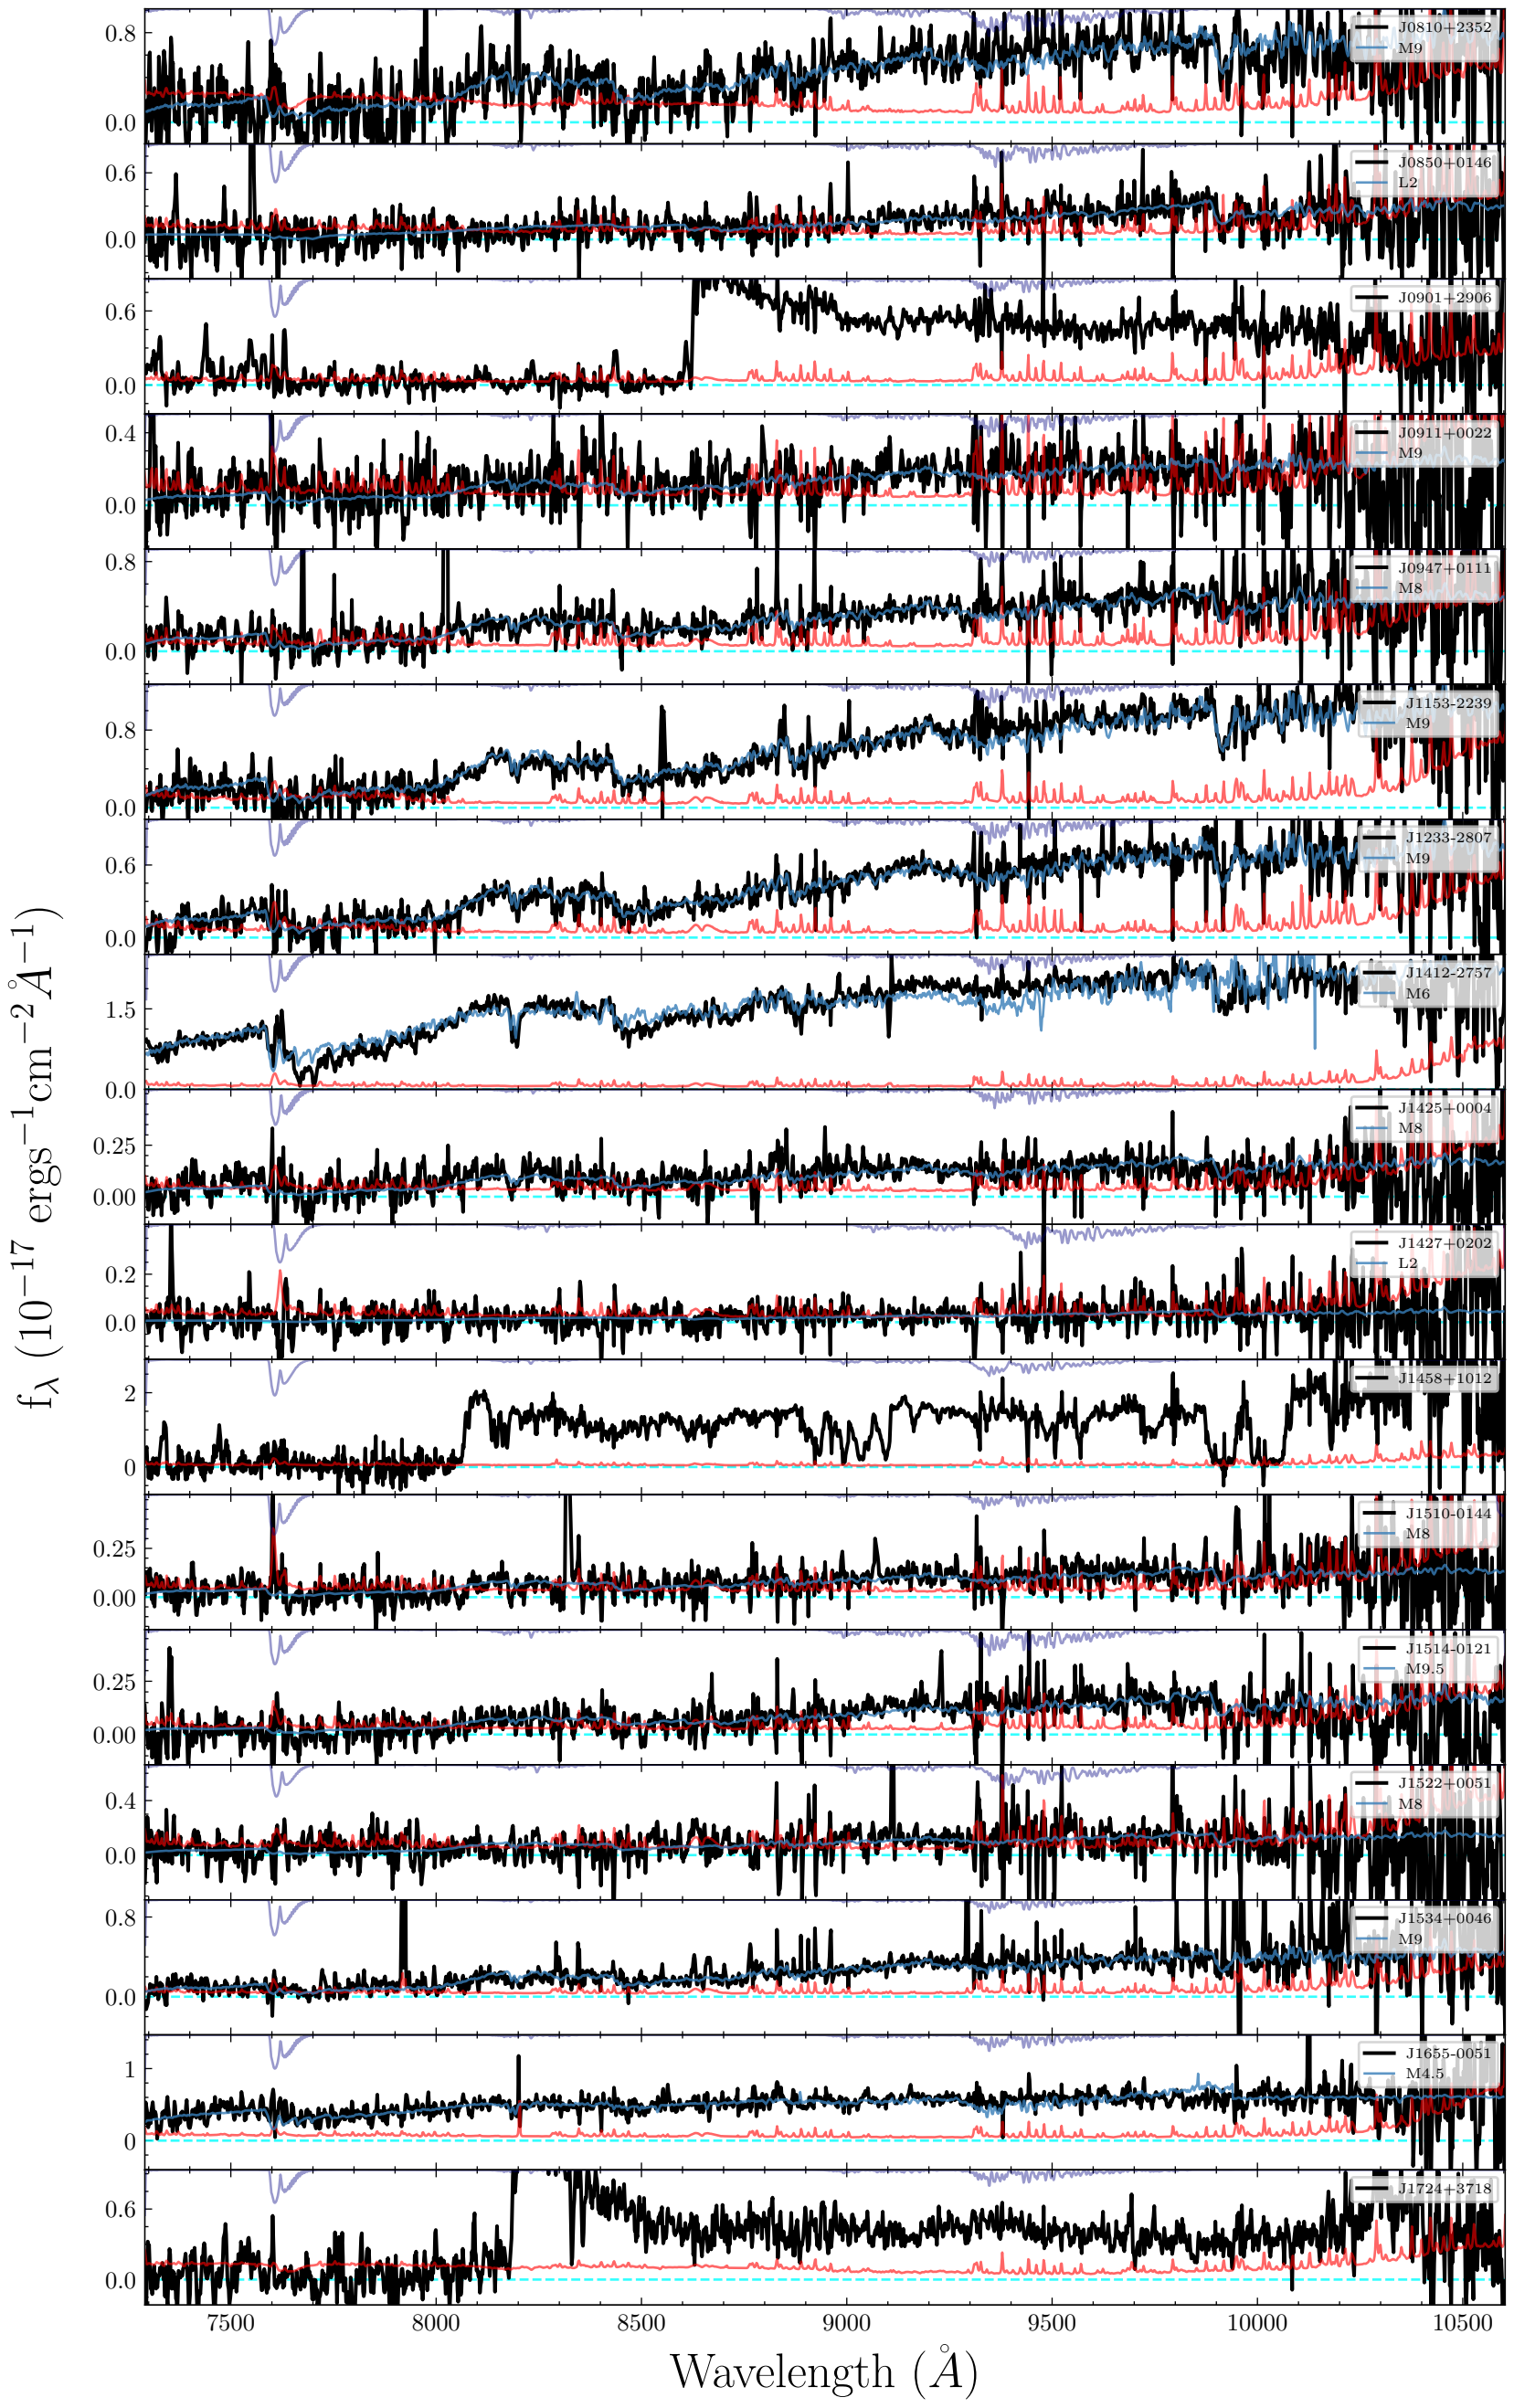 0.8
0.0
J0810+2352
M9
0.6
0.0
J0850+0146
L2
0.6
0.0
J0901+2906
0.4
0.0
J0911+0022
M9
0.8
0.0
J0947+0111
M8
0.8
0.0
J1153-2239
M9
0.6
0.0
J1233-2807
M9
1.5
0.0
J1412-2757
M6
0.25
0.00
J1425+0004
M8
0.2
0.0
J1427+0202
L2
2
0
J1458+1012
0.25
0.00
J1510-0144
M8
0.25
0.00
J1514-0121
M9.5
0.4
0.0
J1522+0051
M8
0.8
0.0
J1534+0046
M9
1
0
J1655-0051
M4.5
0.6
0.0
J1724+3718
7500 8000 8500 9000 9500 10000 10500
Wavelength (Å)
fλ (10⁻¹⁷ ergs⁻¹cm⁻²Å⁻¹)